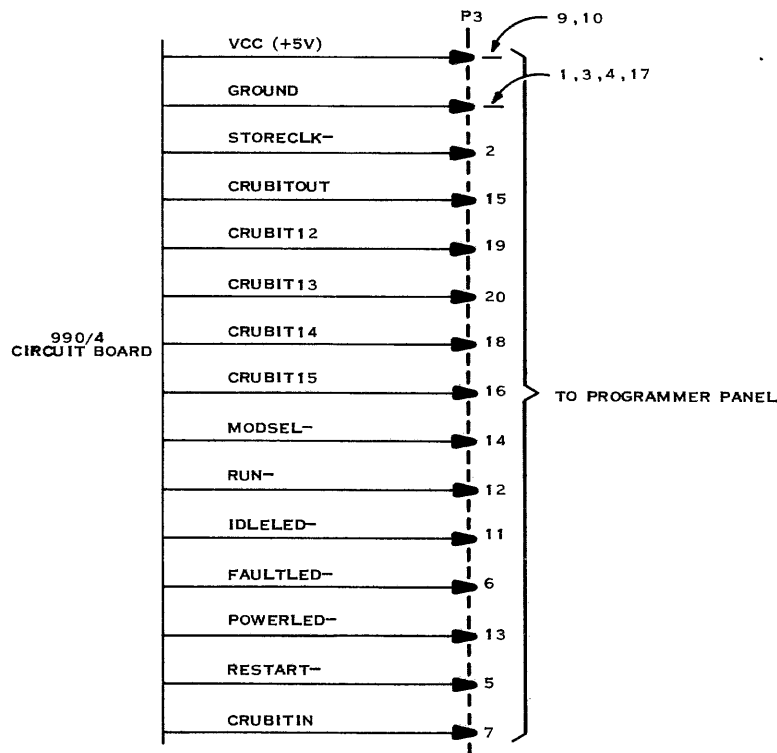 P3
9,10
VCC (+5V)
1,3,4,17
GROUND
STORECLK–
2
CRUBITOUT
15
CRUBIT12
19
CRUBIT13
20
990/4
CIRCUIT BOARD
CRUBIT14
18
CRUBIT15
16
TO PROGRAMMER PANEL
MODSEL–
14
RUN–
12
IDLELED–
11
FAULTLED–
6
POWERLED–
13
RESTART–
5
CRUBITIN
7